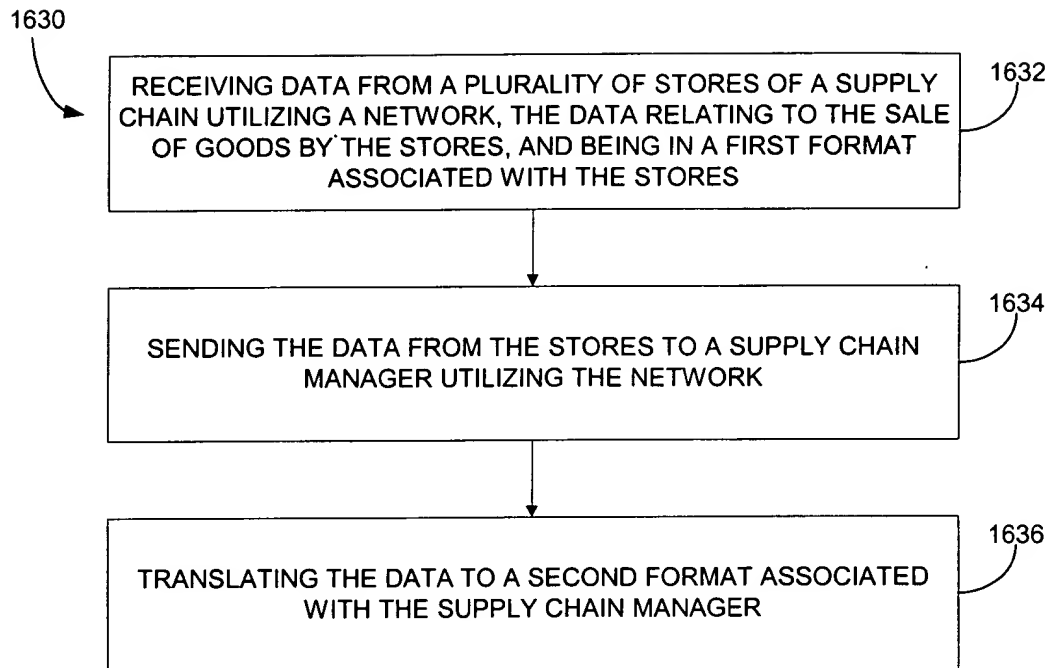 1630
RECEIVING DATA FROM A PLURALITY OF STORES OF A SUPPLY
CHAIN UTILIZING A NETWORK, THE DATA RELATING TO THE SALE
OF GOODS BY THE STORES, AND BEING IN A FIRST FORMAT
ASSOCIATED WITH THE STORES
1632
SENDING THE DATA FROM THE STORES TO A SUPPLY CHAIN
MANAGER UTILIZING THE NETWORK
1634
TRANSLATING THE DATA TO A SECOND FORMAT ASSOCIATED
WITH THE SUPPLY CHAIN MANAGER
1636